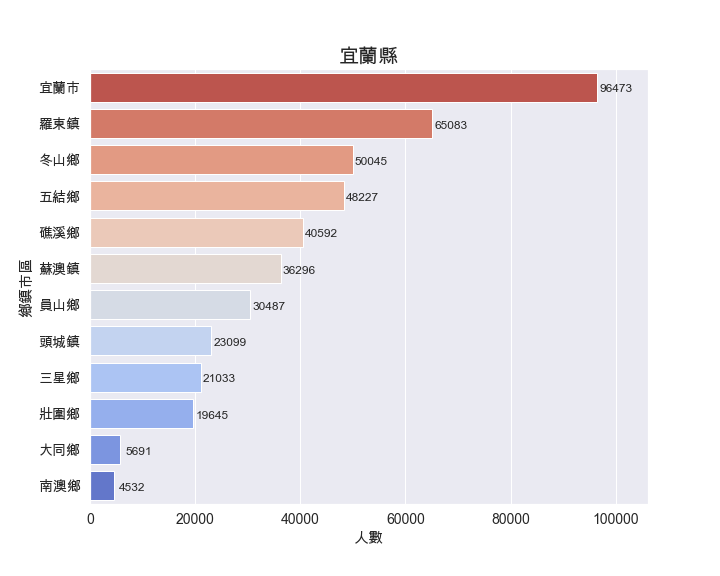 宜蘭縣
宜蘭市 96473
羅東鎮 65083
冬山鄉 50045
五結鄉 48227
礁溪鄉 40592
蘇澳鎮 36296
員山鄉 30487
頭城鎮 23099
三星鄉 21033
壯圍鄉 19645
大同鄉 5691
南澳鄉 4532
鄉鎮市區
0 20000 40000 60000 80000 100000
人數